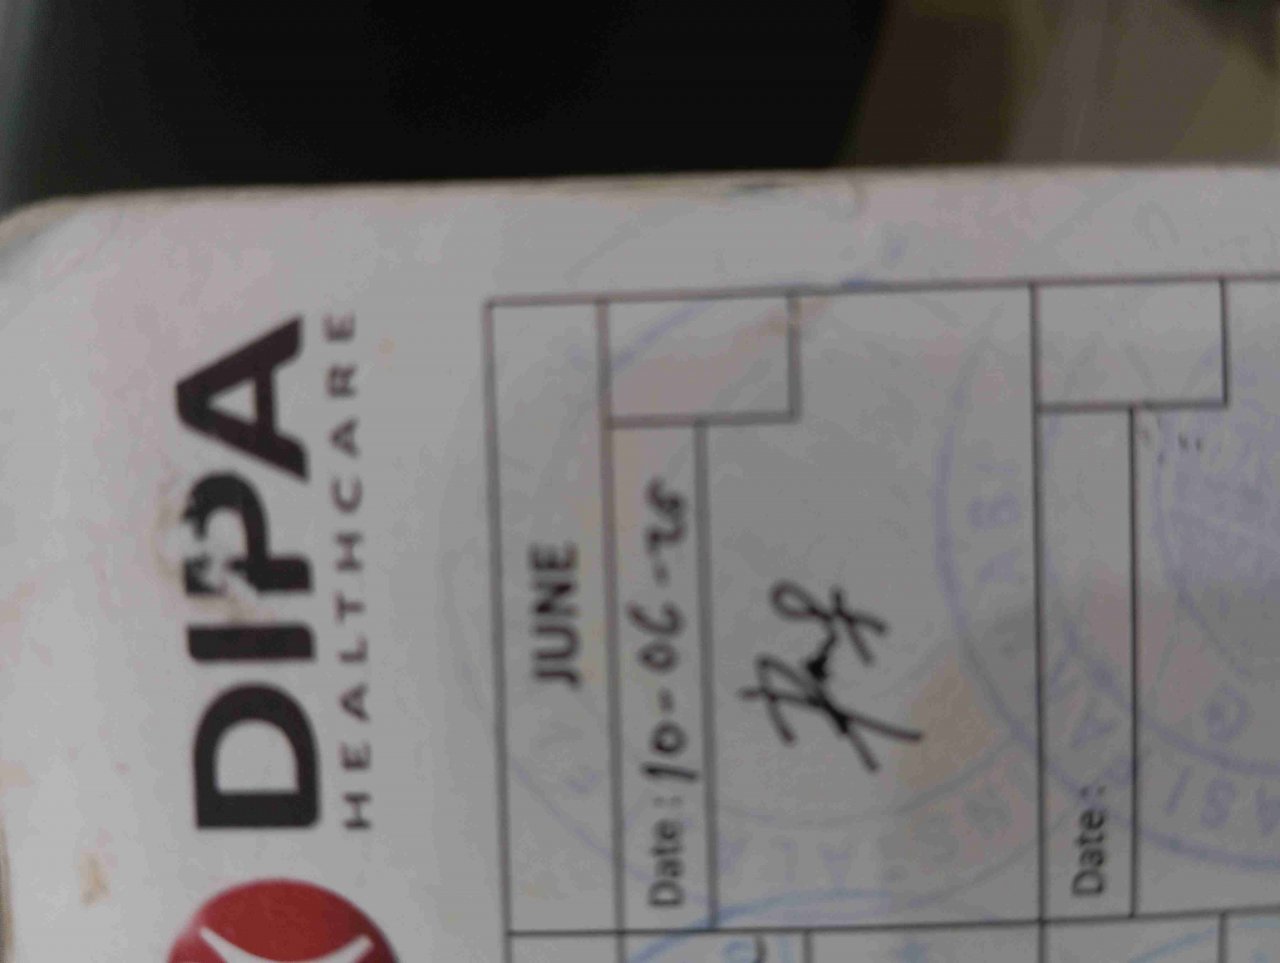 DIPA
HEALTHCARE
JUNE
Date : 10-06-25
Date :